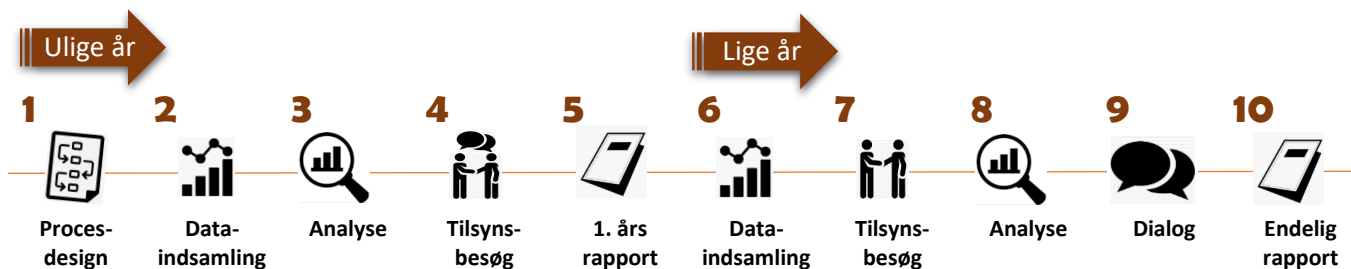 Ulige år
Lige år
1 2 3 4 5 6 7 8 9 10
Proces- Data- Analyse Tilsyns- 1. års Data- Tilsyns- Analyse Dialog Endelig
design indsamling besøg rapport indsamling besøg rapport